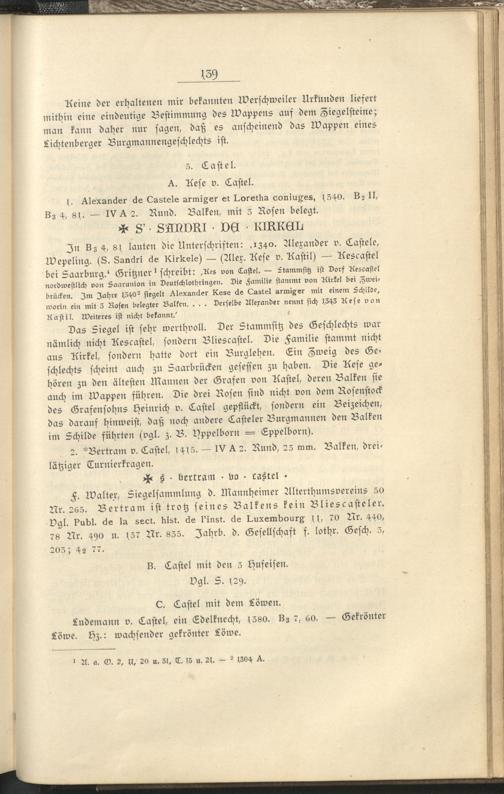 139
Keine der erhaltenen mir bekannten Werschweiler Urkunden liefert
mithin eine eindeutige Bestimmung des Wappens auf dem Ziegelsteine;
man kann daher nur sagen, daß es anscheinend das Wappen eines
Lichtenberger Burgmannengeschlechts ist.
5. Castel.
A. Kese v. Castel.
1. Alexander de Castele armiger et Loretha coniuges, 1340. B2 II,
B3 4, 81. — IV A 2. Rund. Balken, mit 3 Rosen belegt.
✠ S' · SANDRI · DE · KIRKEL
In B3 4, 81 lauten die Unterschriften: ‚1340. Alexander v. Castele,
Wepeling. (S. Sandri de Kirkele) — (Alex. Kese v. Kastil) — Kescastel
bei Saarburg.‘ Gritzner¹ schreibt: ‚Kes von Castel. — Stammsitz ist Dorf Kescastel
nordwestlich von Saarunion in Deutschlothringen. Die Familie stammt von Kirkel bei Zwei-
brücken. Im Jahre 1340² siegelt Alexander Kese de Castel armiger mit einem Schilde,
worin ein mit 3 Rosen belegter Balken. . . . Derselbe Alexander nennt sich 1343 Kese von
Kastil. Weiteres ist nicht bekannt.‘
Das Siegel ist sehr werthvoll. Der Stammsitz des Geschlechts war
nämlich nicht Kescastel, sondern Bliescastel. Die Familie stammt nicht
aus Kirkel, sondern hatte dort ein Burglehen. Ein Zweig des Ge-
schlechts scheint auch zu Saarbrücken gesessen zu haben. Die Kese ge-
hören zu den ältesten Mannen der Grafen von Kastel, deren Balken sie
auch im Wappen führen. Die drei Rosen sind nicht von dem Rosenstock
des Grafensohns Heinrich v. Castel gepflückt, sondern ein Beizeichen,
das darauf hinweist, daß noch andere Casteler Burgmannen den Balken
im Schilde führten (vgl. z. B. Yppelborn = Eppelborn).
2. *Bertram v. Castel, 1415. — IV A 2. Rund, 25 mm. Balken, drei-
lätziger Turnierkragen.
✠ s · bertram · vo · castel ·
F. Walter, Siegelsammlung d. Mannheimer Alterthumsvereins 50
Nr. 265. Bertram ist trotz seines Balkens kein Bliescasteler.
Vgl. Publ. de la sect. hist. de l'inst. de Luxembourg 11, 70 Nr. 440,
78 Nr. 490 u. 137 Nr. 835. Jahrb. d. Gesellschaft f. lothr. Gesch. 3,
203; 42 77.
B. Castel mit den 3 Hufeisen.
Vgl. S. 129.
C. Castel mit dem Löwen.
Ludemann v. Castel, ein Edelknecht, 1380. B3 7, 60. — Gekrönter
Löwe. Hz.: wachsender gekrönter Löwe.
¹ A. a. O. 2, 11, 20 u. 31, T. 15 u. 21. — ² 1304 A.